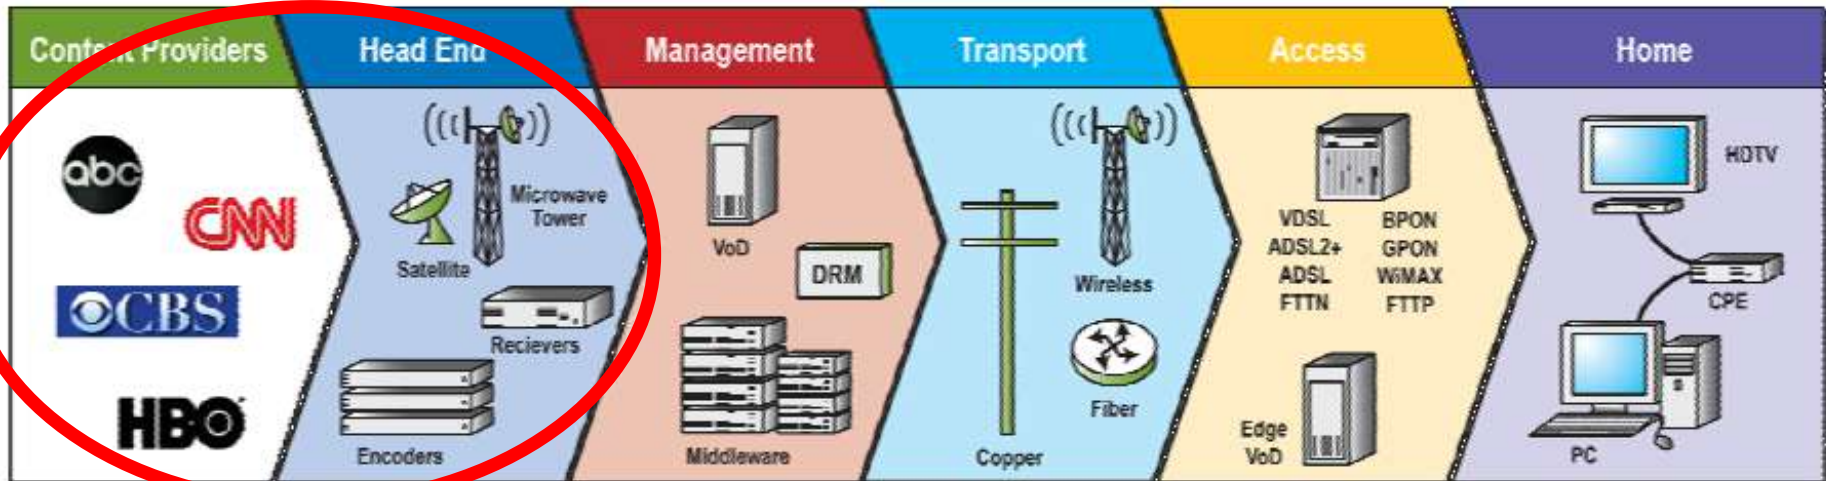 Content Providers
Head End
Management
Transport
Access
Home
abc
CNN
CBS
HBO
Microwave
Tower
Satellite
Recievers
Encoders
VoD
DRM
Middleware
Wireless
Fiber
Copper
VDSL BPON
ADSL2+ GPON
ADSL WiMAX
FTTN FTTP
Edge
VoD
HDTV
CPE
PC